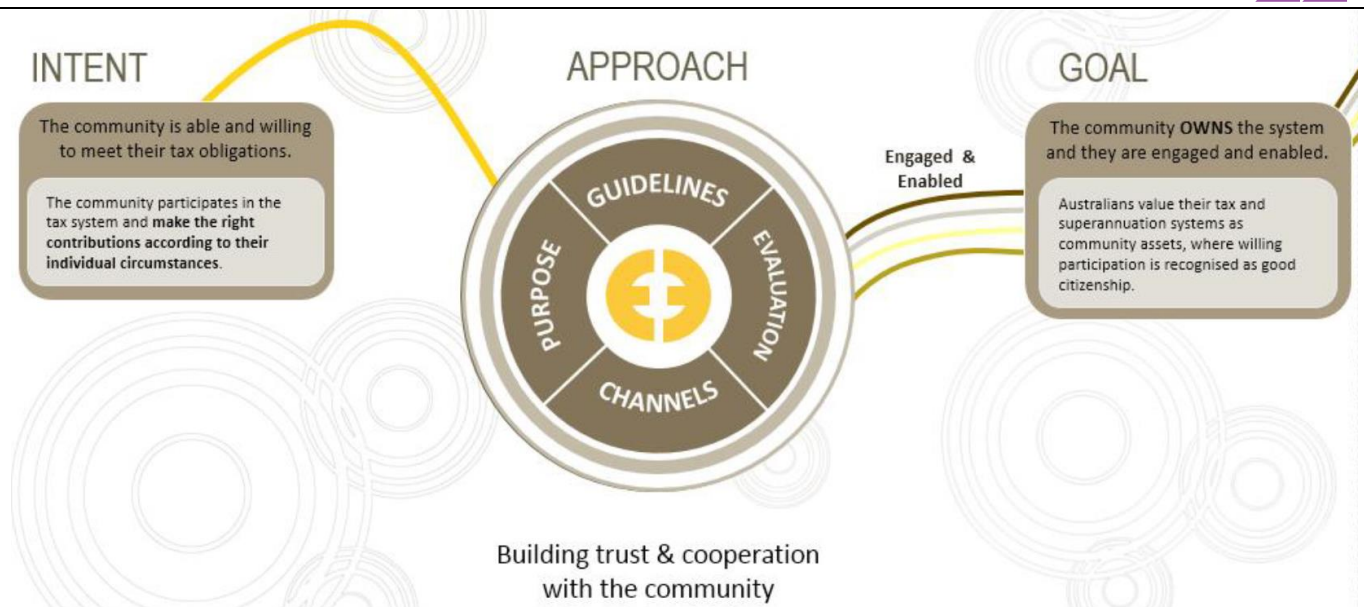 INTENT
The community is able and willing
to meet their tax obligations.
The community participates in the
tax system and make the right
contributions according to their
individual circumstances.
APPROACH
GUIDELINES
PURPOSE
EVALUATION
CHANNELS
Building trust & cooperation
with the community
Engaged &
Enabled
GOAL
The community OWNS the system
and they are engaged and enabled.
Australians value their tax and
superannuation systems as
community assets, where willing
participation is recognised as good
citizenship.